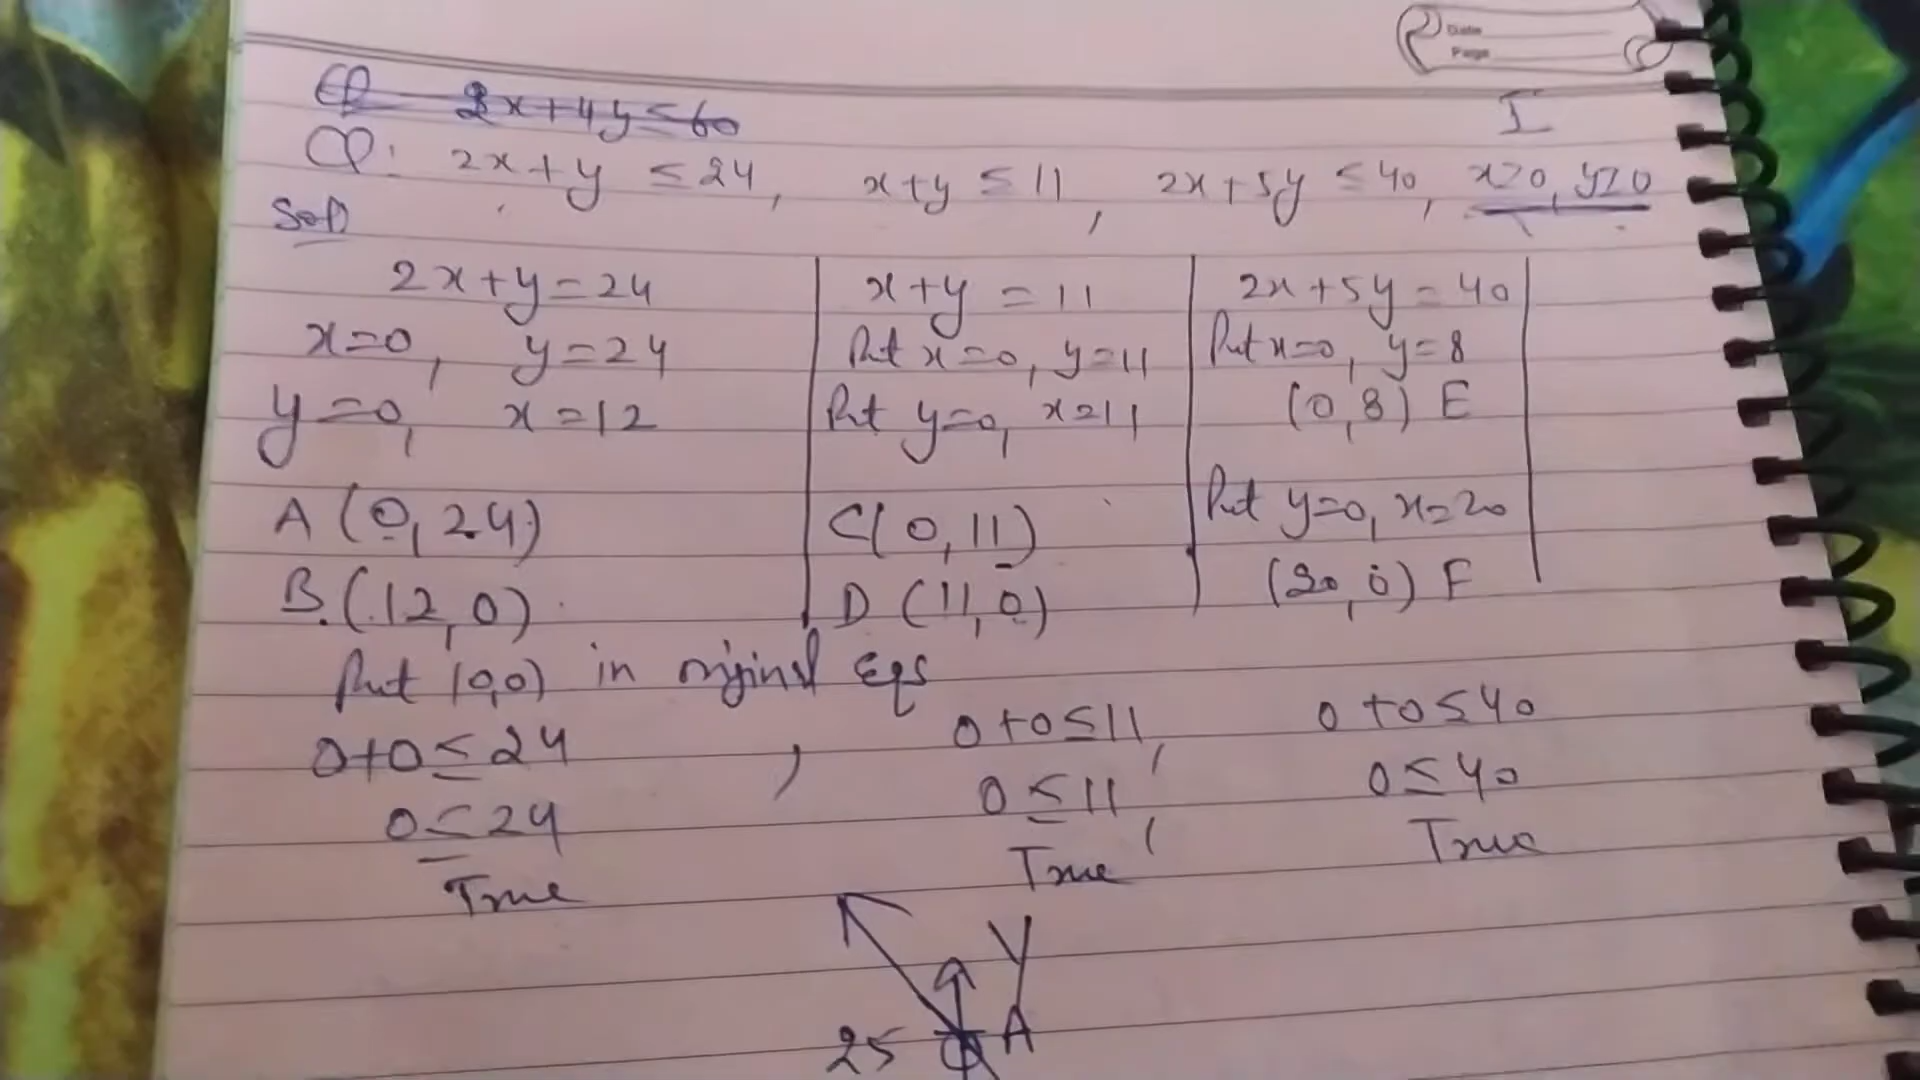 Date
Page
Q 2x+4y≤60
I
Q: 2x+y ≤ 24, x+y ≤ 11, 2x+5y ≤ 40, x≥0, y≥0
Sol
2x+y=24
x=0, y=24
y=0, x=12
A (0,24)
B.(12,0)
x+y = 11
Put x=0, y=11
Put y=0, x=11
C(0,11)
D (11,0)
2x+5y=40
Put x=0, y=8
(0,8) E
Put y=0, x=20
(20,0) F
Put (0,0) in original Eqs
0+0≤24, 0+0≤11, 0+0≤40
0≤24 0≤11, 0≤40
True True True
Y
25 A